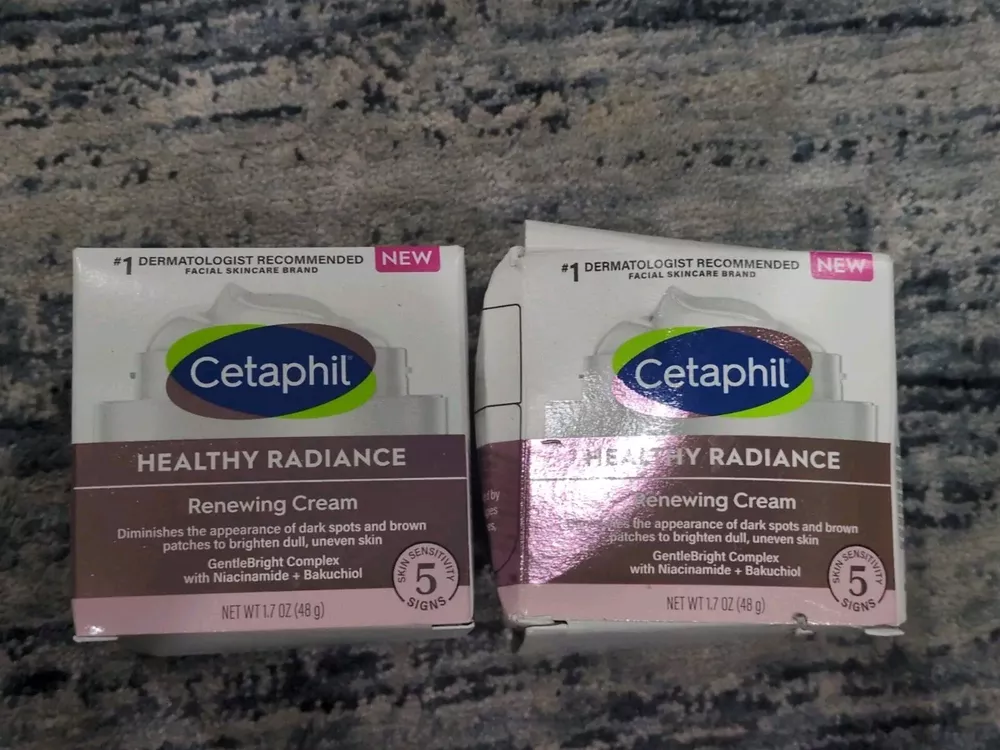 #1 DERMATOLOGIST RECOMMENDED
FACIAL SKINCARE BRAND
NEW
Cetaphil
HEALTHY RADIANCE
Renewing Cream
Diminishes the appearance of dark spots and brown
patches to brighten dull, uneven skin
GentleBright Complex
with Niacinamide + Bakuchiol
SKIN SENSITIVITY
5
SIGNS
NET WT 1.7 OZ (48 g)
#1 DERMATOLOGIST RECOMMENDED
FACIAL SKINCARE BRAND
NEW
Cetaphil
HEALTHY RADIANCE
Renewing Cream
Diminishes the appearance of dark spots and brown
patches to brighten dull, uneven skin
GentleBright Complex
with Niacinamide + Bakuchiol
SKIN SENSITIVITY
5
SIGNS
NET WT 1.7 OZ (48 g)